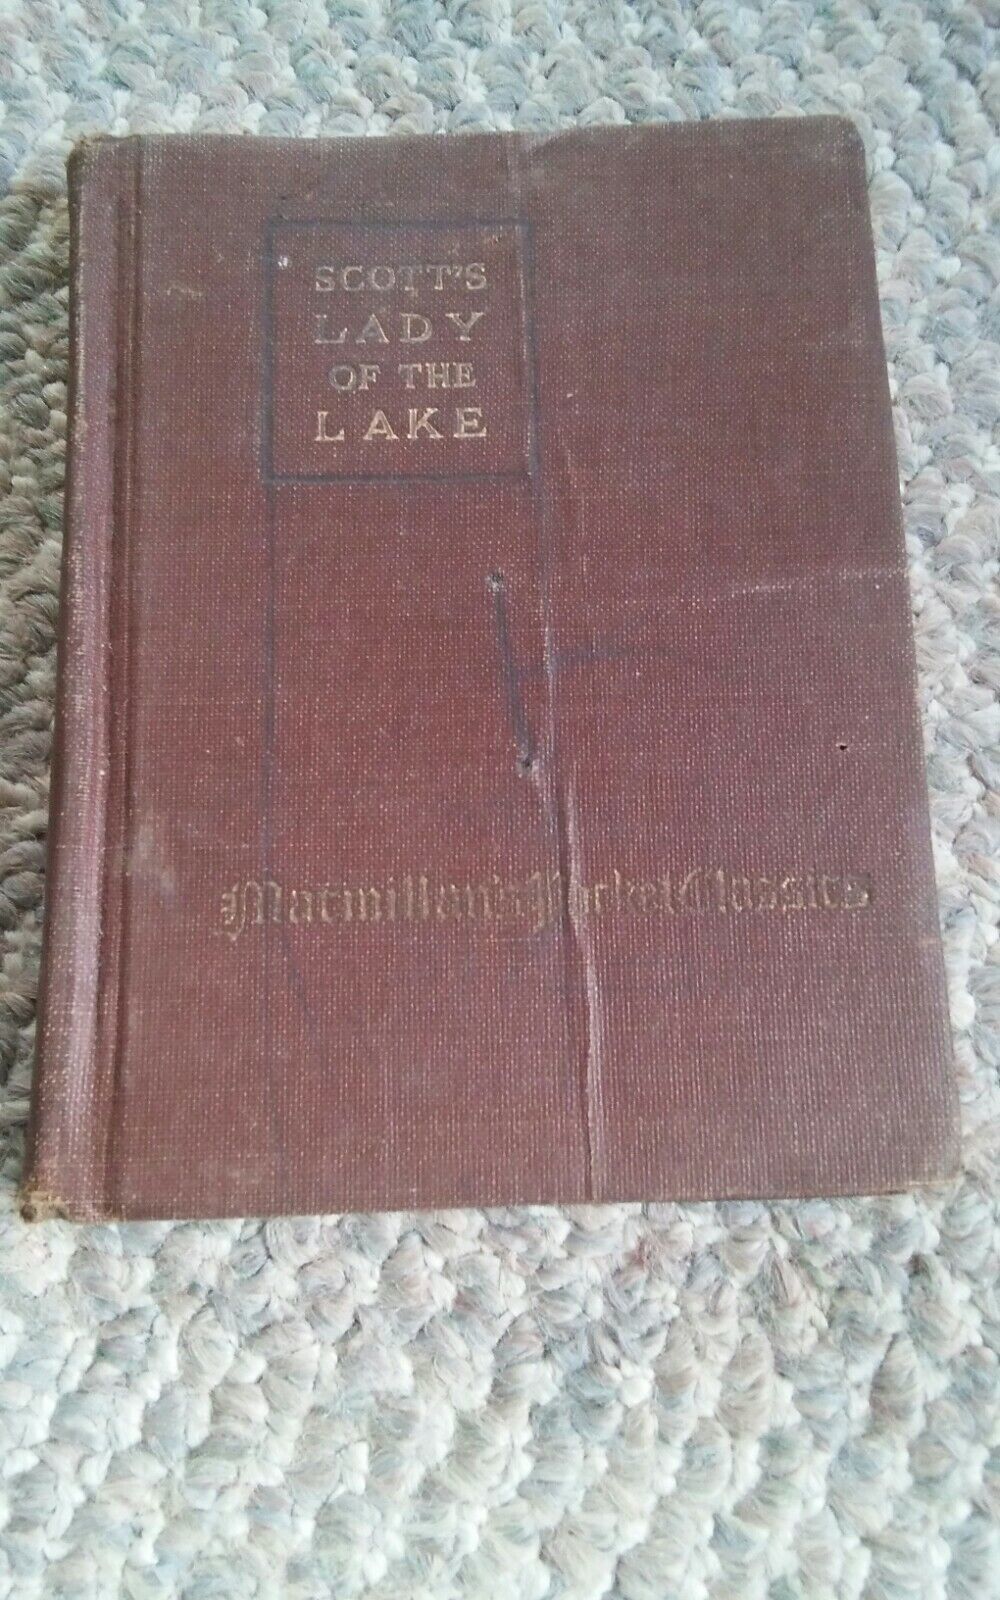 SCOTT'S
LADY
OF THE
LAKE
Macmillan's Pocket Classics